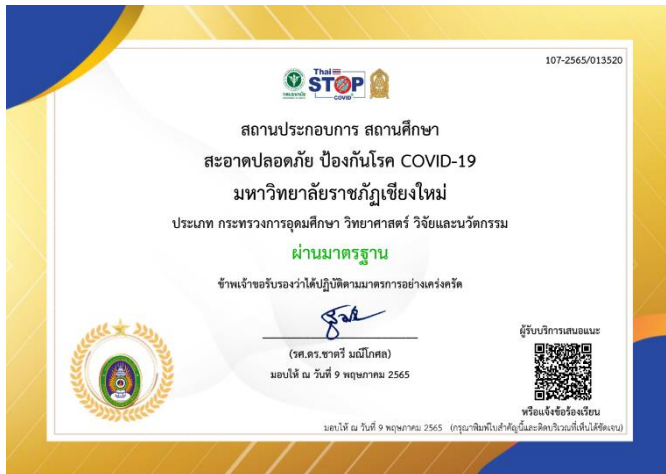 107-2565/013520
Thai
STOP
COVID
สถานประกอบการ สถานศึกษา
สะอาดปลอดภัย ป้องกันโรค COVID-19
มหาวิทยาลัยราชภัฏเชียงใหม่
ประเภท กระทรวงการอุดมศึกษา วิทยาศาสตร์ วิจัยและนวัตกรรม
ผ่านมาตรฐาน
ข้าพเจ้าขอรับรองว่าได้ปฏิบัติตามมาตรการอย่างเคร่งครัด
(รศ.ดร.ชาตรี มณีโกศล)
มอบให้ ณ วันที่ 9 พฤษภาคม 2565
ผู้รับบริการเสนอแนะ
หรือแจ้งข้อร้องเรียน
มอบให้ ณ วันที่ 9 พฤษภาคม 2565 (กรุณาพิมพ์ใบสำคัญนี้และติดบริเวณที่เห็นได้ชัดเจน)